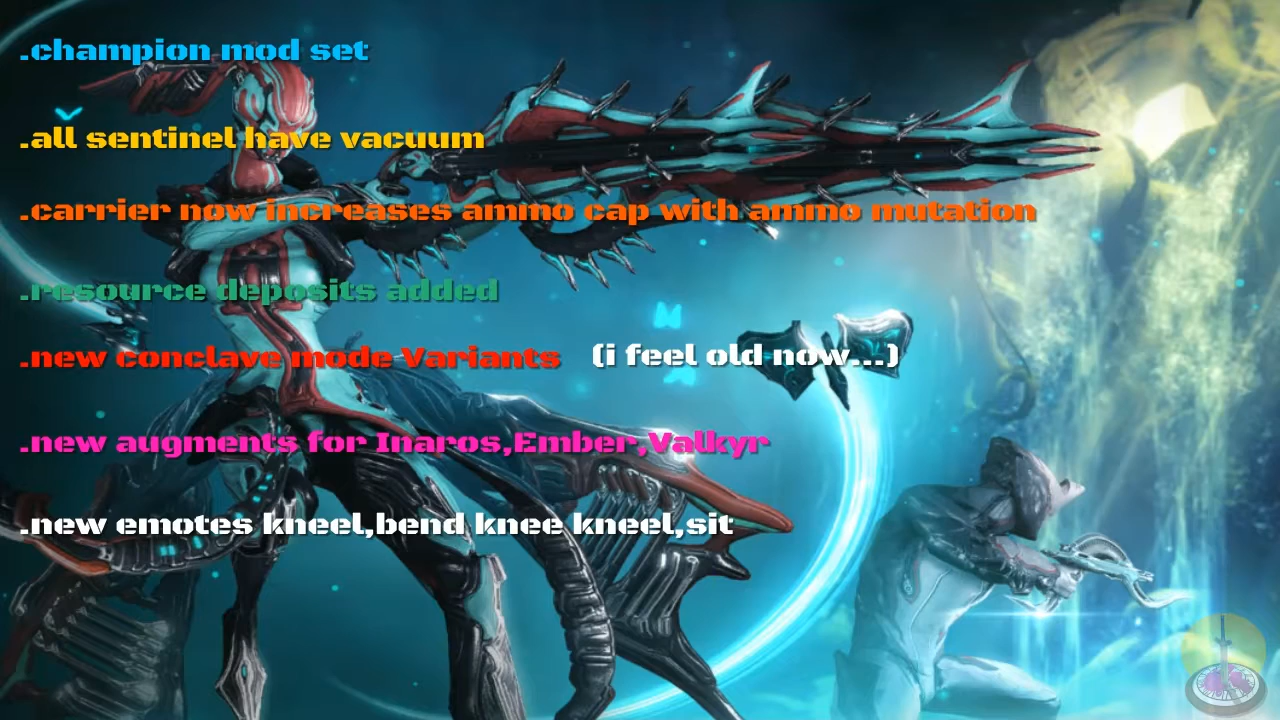 .champion mod set
.all sentinel have vacuum
.carrier now increases ammo cap with ammo mutation
.resource deposits added
.new conclave mode Variants (i feel old now...)
.new augments for Inaros,Ember,Valkyr
.new emotes kneel,bend knee kneel,sit